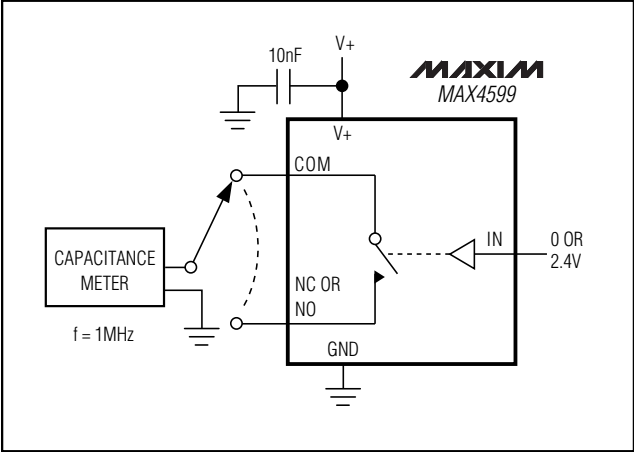 10nF
V+
MAXIM
MAX4599
V+
COM
IN
0 OR
2.4V
CAPACITANCE
METER
NC OR
NO
f = 1MHz
GND